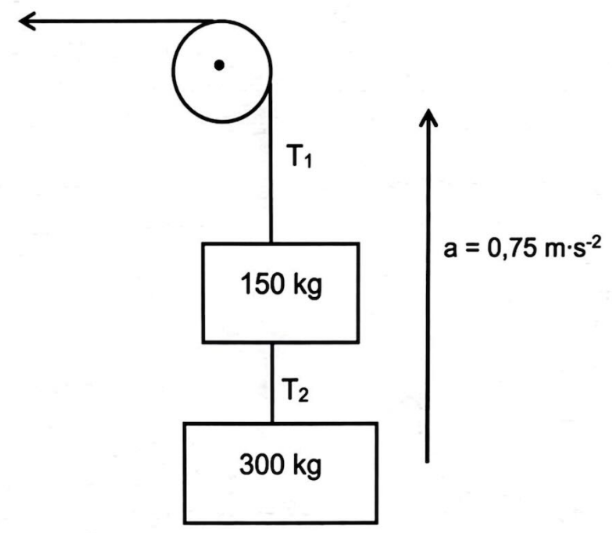 T₁
a = 0,75 m·s⁻²
150 kg
T₂
300 kg